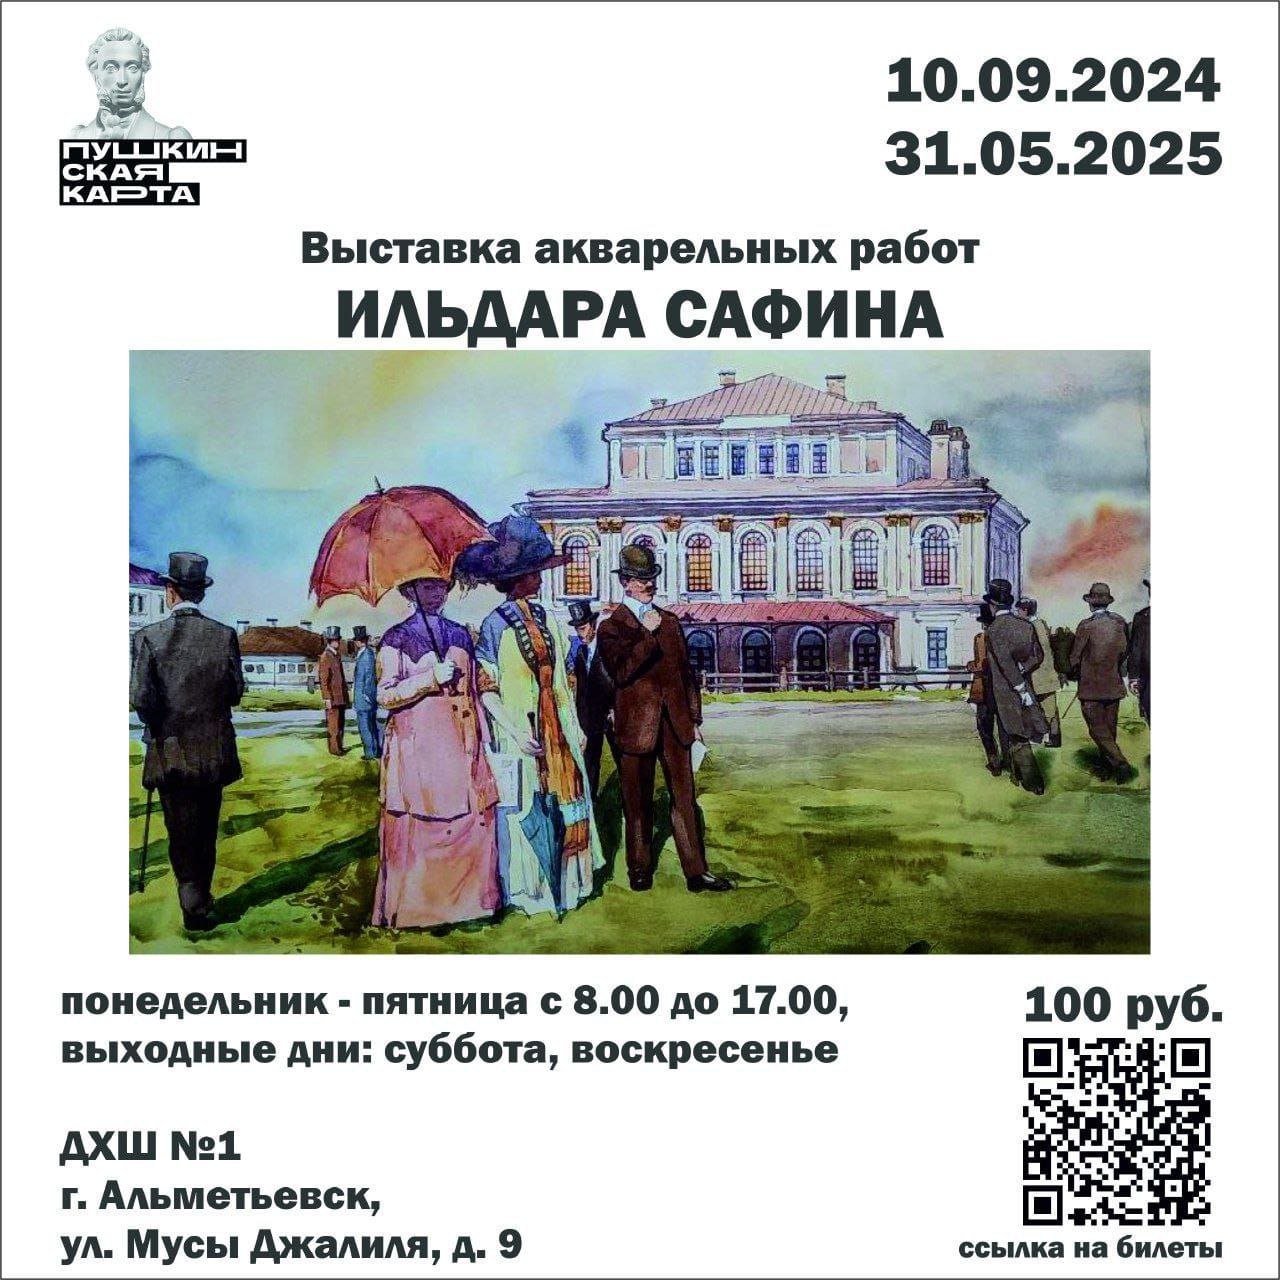 ПУШКИН
СКАЯ
КАРТА
10.09.2024
31.05.2025
Выставка акварельных работ
ИЛЬДАРА САФИНА
понедельник - пятница с 8.00 до 17.00,
выходные дни: суббота, воскресенье
100 руб.
ДХШ №1
г. Альметьевск,
ул. Мусы Джалиля, д. 9
ссылка на билеты